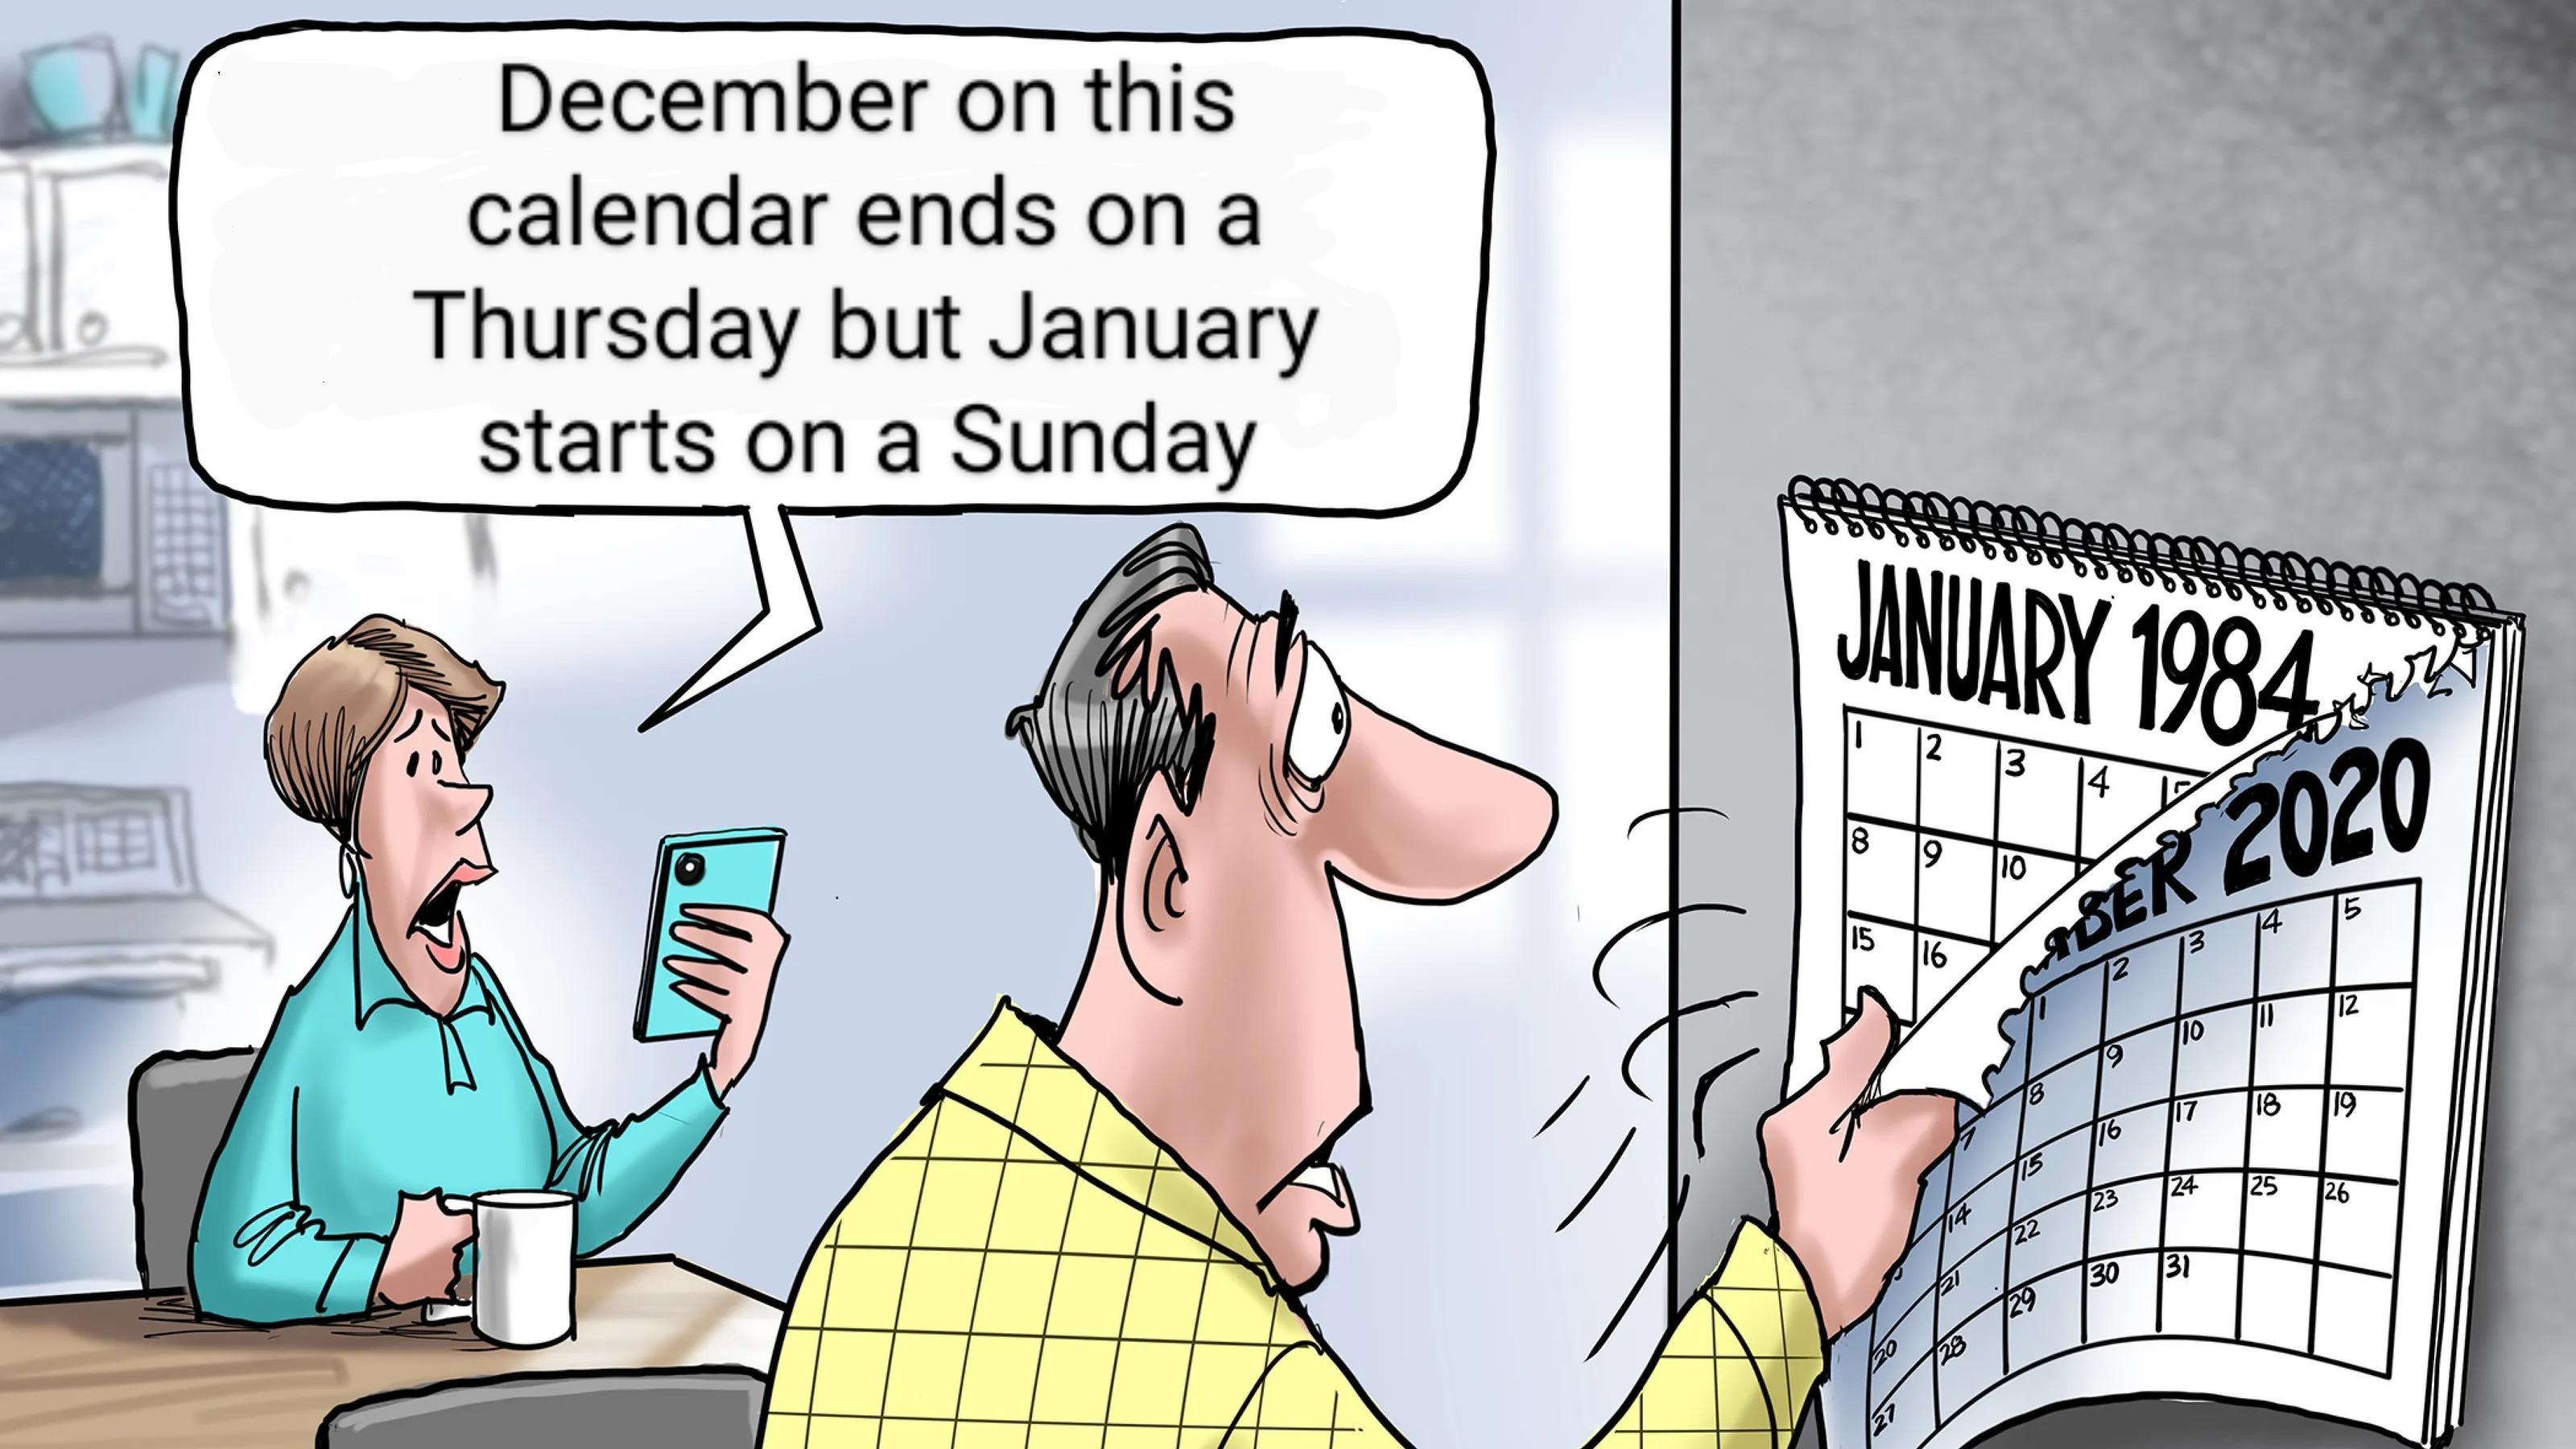 December on this
calendar ends on a
Thursday but January
starts on a Sunday
JANUARY 1984
1 2 3 4
8 9 10
15 16
BER 2020
1 2 3 4 5
7 8 9 10 11 12
14 15 16 17 18 19
20 21 22 23 24 25 26
27 28 29 30 31